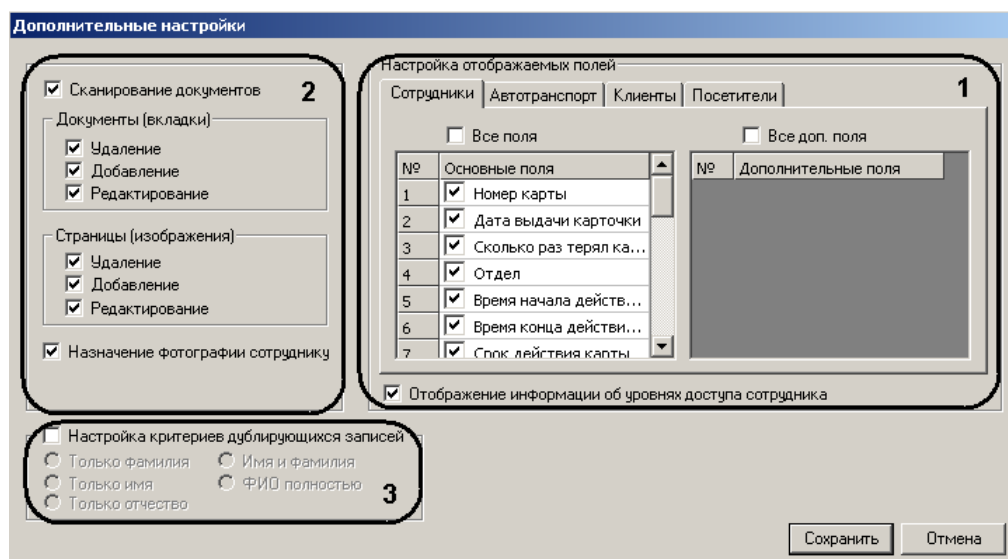 Дополнительные настройки
Сканирование документов
2
Документы (вкладки)
Удаление
Добавление
Редактирование
Страницы (изображения)
Удаление
Добавление
Редактирование
Назначение фотографии сотруднику
Настройка отображаемых полей
1
Сотрудники Автотранспорт Клиенты Посетители
Все поля
Все доп. поля
№ Основные поля
1 Номер карты
2 Дата выдачи карточки
3 Сколько раз терял ка...
4 Отдел
5 Время начала действ...
6 Время конца действи...
7 Срок действия карты
№ Дополнительные поля
Отображение информации об уровнях доступа сотрудника
Настройка критериев дублирующихся записей
Только фамилия Имя и фамилия
Только имя ФИО полностью
Только отчество
3
Сохранить Отмена